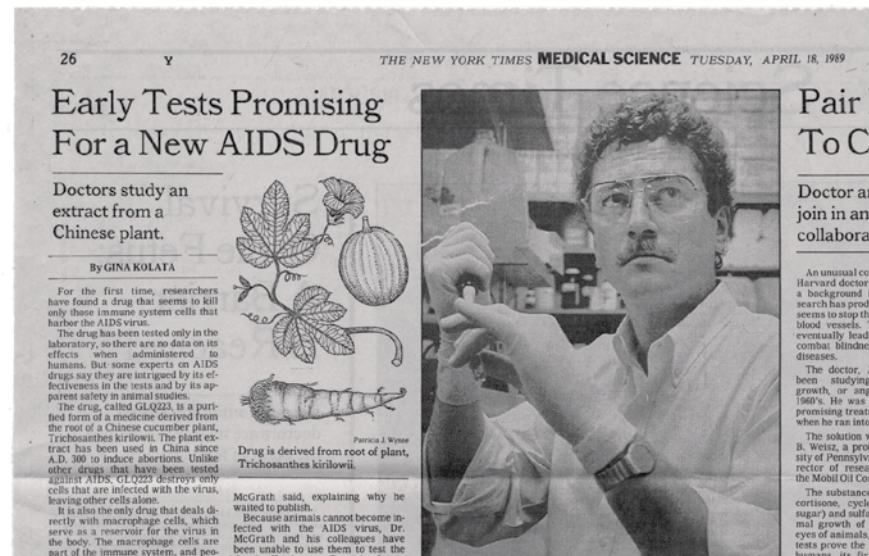 26
Y
THE NEW YORK TIMES MEDICAL SCIENCE TUESDAY, APRIL 18, 1989
Early Tests Promising
For a New AIDS Drug
Doctors study an
extract from a
Chinese plant.
By GINA KOLATA
For the first time, researchers
have found a drug that seems to kill
only those immune system cells that
harbor the AIDS virus.
The drug has been tested only in the
laboratory, so there are no data on its
effects when administered to
humans. But some experts on AIDS
drugs say they are intrigued by its ef-
fectiveness in the tests and by its ap-
parent safety in animal studies.
The drug, called GLQ223, is a puri-
fied form of a medicine derived from
the root of a Chinese cucumber plant,
Trichosanthes kirilowii. The plant ex-
tract has been used in China since
A.D. 300 to induce abortions. Unlike
other drugs that have been tested
against AIDS, GLQ223 destroys only
cells that are infected with the virus,
leaving other cells alone.
It is also the only drug that deals di-
rectly with macrophage cells, which
serve as a reservoir for the virus in
the body. The macrophage cells are
part of the immune system, and peo-
Patricia J. Wynne
Drug is derived from root of plant,
Trichosanthes kirilowii.
McGrath said, explaining why he
waited to publish.
Because animals cannot become in-
fected with the AIDS virus, Dr.
McGrath and his colleagues have
been unable to use them to test the
Pair
To C
Doctor an
join in an
collabora
An unusual co
Harvard doctor
a background
search has prod
seems to stop th
blood vessels.
eventually lead
combat blindne
diseases.
The doctor,
been studying
growth, or ang
1960's. He was
promising treat
when he ran into
The solution w
B. Weisz, a pro
sity of Pennsylv
rector of resea
the Mobil Oil Co
The substance
cortisone, cycl
sugar) and sulfa
mal growth of
eyes of animals,
tests prove the